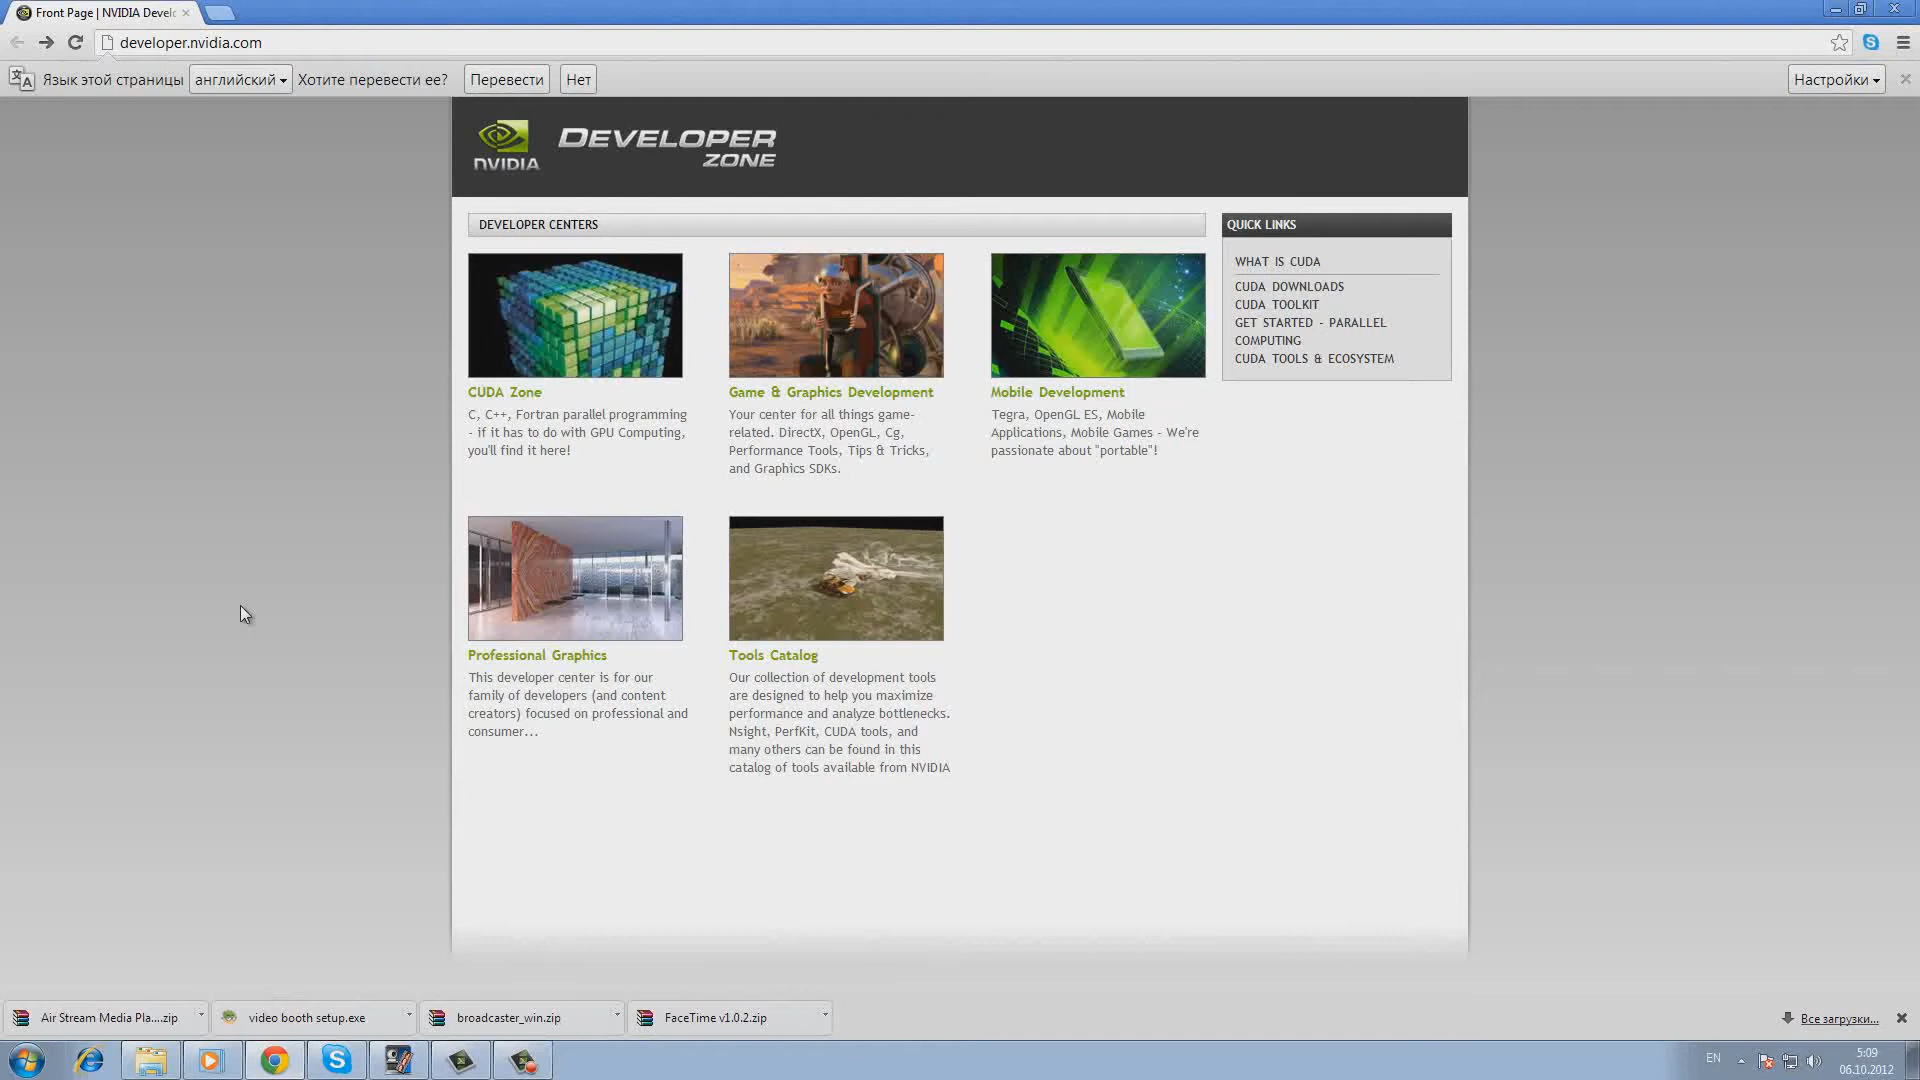 Front Page | NVIDIA Develo
developer.nvidia.com
Язык этой страницы английский Хотите перевести ее? Перевести Нет Настройки
NVIDIA DEVELOPER
ZONE
DEVELOPER CENTERS
QUICK LINKS
WHAT IS CUDA
CUDA DOWNLOADS
CUDA TOOLKIT
GET STARTED - PARALLEL
COMPUTING
CUDA TOOLS & ECOSYSTEM
CUDA Zone
C, C++, Fortran parallel programming
- if it has to do with GPU Computing,
you'll find it here!
Game & Graphics Development
Your center for all things game-
related. DirectX, OpenGL, Cg,
Performance Tools, Tips & Tricks,
and Graphics SDKs.
Mobile Development
Tegra, OpenGL ES, Mobile
Applications, Mobile Games - We're
passionate about "portable"!
Professional Graphics
This developer center is for our
family of developers (and content
creators) focused on professional and
consumer...
Tools Catalog
Our collection of development tools
are designed to help you maximize
performance and analyze bottlenecks.
Nsight, PerfKit, CUDA tools, and
many others can be found in this
catalog of tools available from NVIDIA
Air Stream Media Pla....zip
video booth setup.exe
broadcaster_win.zip
FaceTime v1.0.2.zip
Все загрузки...
EN
5:09
06.10.2012